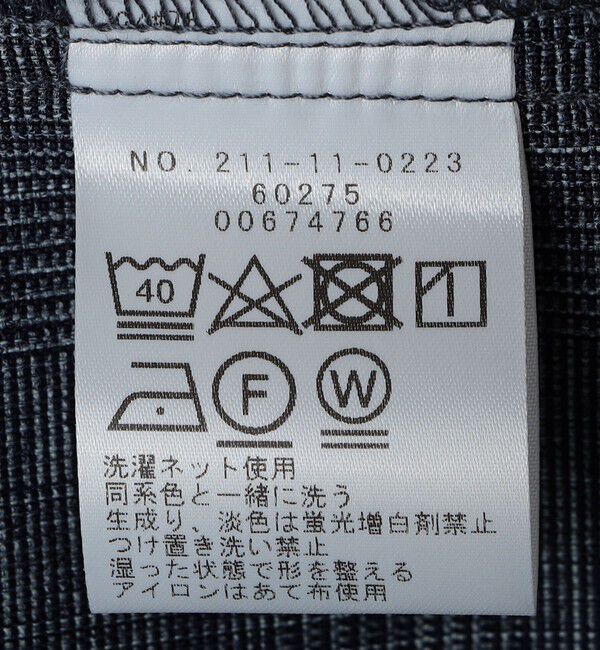 NO. 211-11-0223
60275
00674766
40
F W
洗濯ネット使用
同系色と一緒に洗う
生成り、淡色は蛍光増白剤禁止
つけ置き洗い禁止
湿った状態で形を整える
アイロンはあて布使用